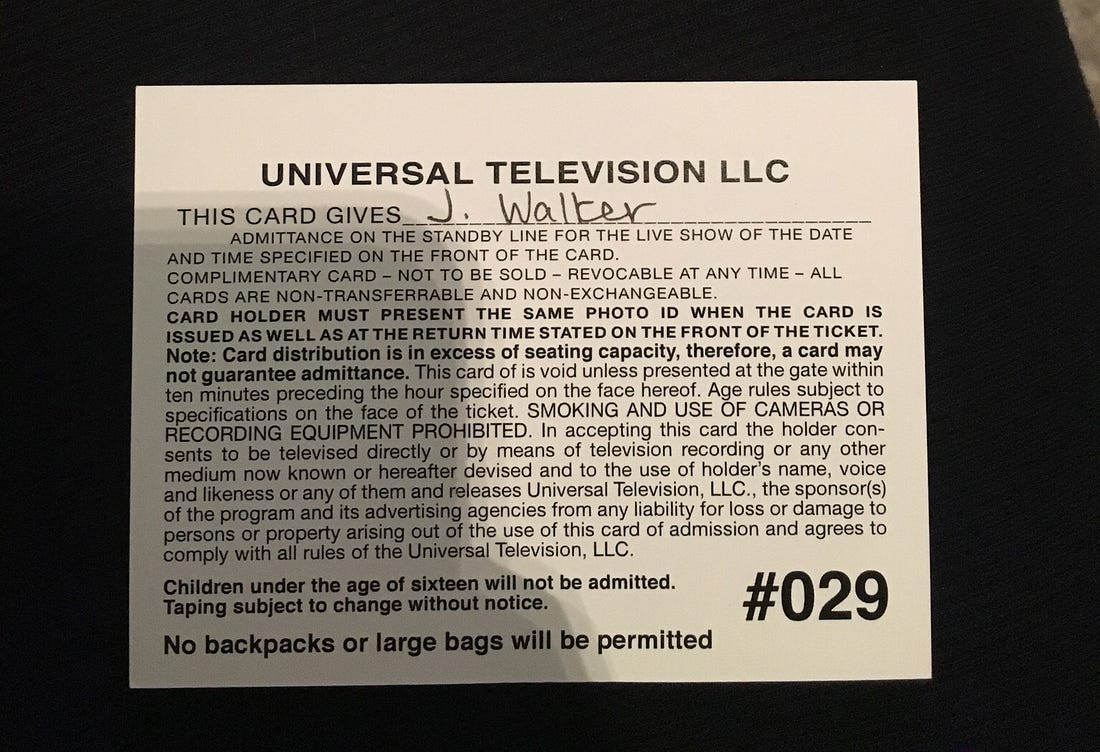 UNIVERSAL TELEVISION LLC
THIS CARD GIVES J. Walker
ADMITTANCE ON THE STANDBY LINE FOR THE LIVE SHOW OF THE DATE
AND TIME SPECIFIED ON THE FRONT OF THE CARD.
COMPLIMENTARY CARD – NOT TO BE SOLD – REVOCABLE AT ANY TIME – ALL
CARDS ARE NON-TRANSFERRABLE AND NON-EXCHANGEABLE.
CARD HOLDER MUST PRESENT THE SAME PHOTO ID WHEN THE CARD IS
ISSUED AS WELL AS AT THE RETURN TIME STATED ON THE FRONT OF THE TICKET.
Note: Card distribution is in excess of seating capacity, therefore, a card may
not guarantee admittance. This card of is void unless presented at the gate within
ten minutes preceding the hour specified on the face hereof. Age rules subject to
specifications on the face of the ticket. SMOKING AND USE OF CAMERAS OR
RECORDING EQUIPMENT PROHIBITED. In accepting this card the holder con-
sents to be televised directly or by means of television recording or any other
medium now known or hereafter devised and to the use of holder's name, voice
and likeness or any of them and releases Universal Television, LLC., the sponsor(s)
of the program and its advertising agencies from any liability for loss or damage to
persons or property arising out of the use of this card of admission and agrees to
comply with all rules of the Universal Television, LLC.
Children under the age of sixteen will not be admitted.
Taping subject to change without notice.
#029
No backpacks or large bags will be permitted